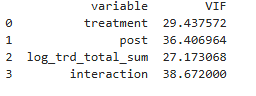 variable VIF
0 treatment 29.437572
1 post 36.406964
2 log_trd_total_sum 27.173068
3 interaction 38.672000